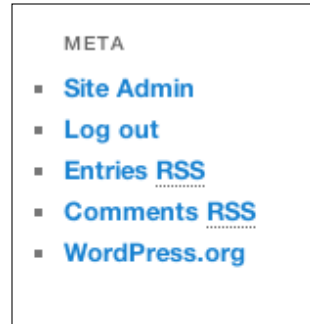 META
Site Admin
Log out
Entries RSS
Comments RSS
WordPress.org